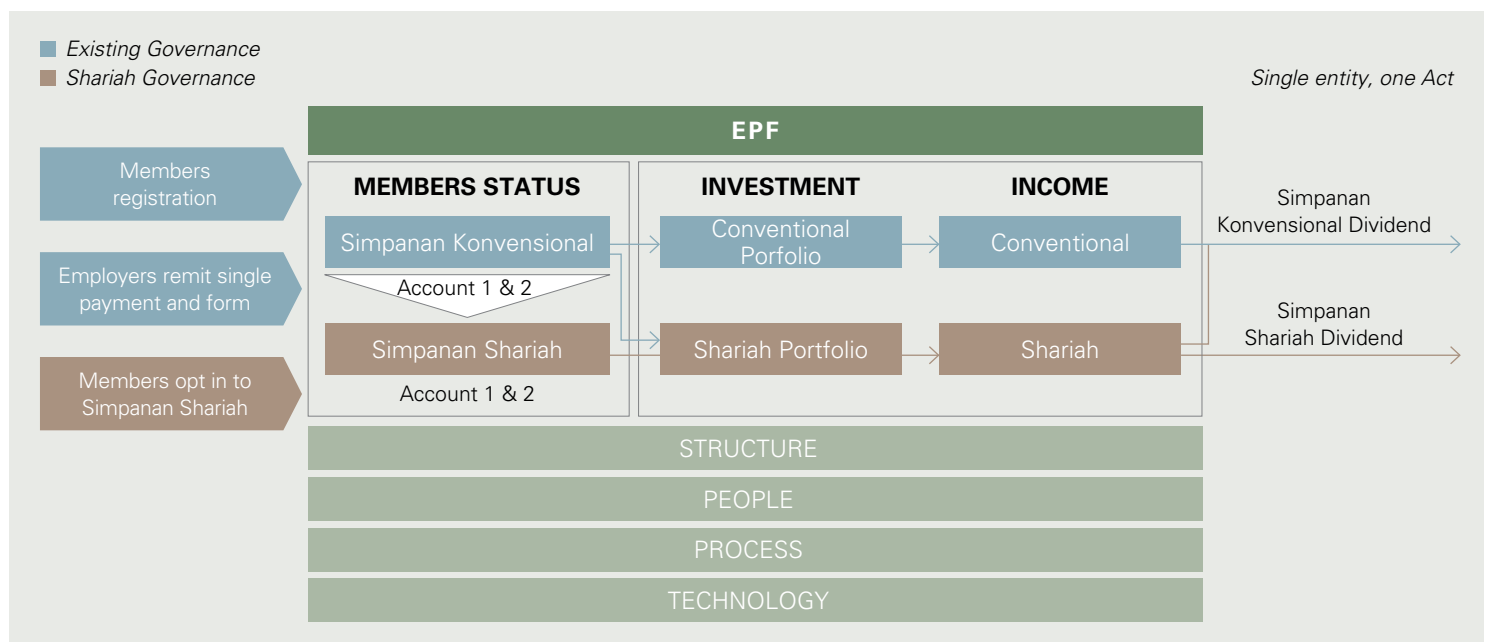 Existing Governance
Shariah Governance
Single entity, one Act
EPF
Members
registration
Employers remit single
payment and form
Members opt in to
Simpanan Shariah
MEMBERS STATUS
Simpanan Konvensional
Account 1 & 2
Simpanan Shariah
Account 1 & 2
INVESTMENT
Conventional
Porfolio
Shariah Portfolio
INCOME
Conventional
Shariah
Simpanan
Konvensional Dividend
Simpanan
Shariah Dividend
STRUCTURE
PEOPLE
PROCESS
TECHNOLOGY